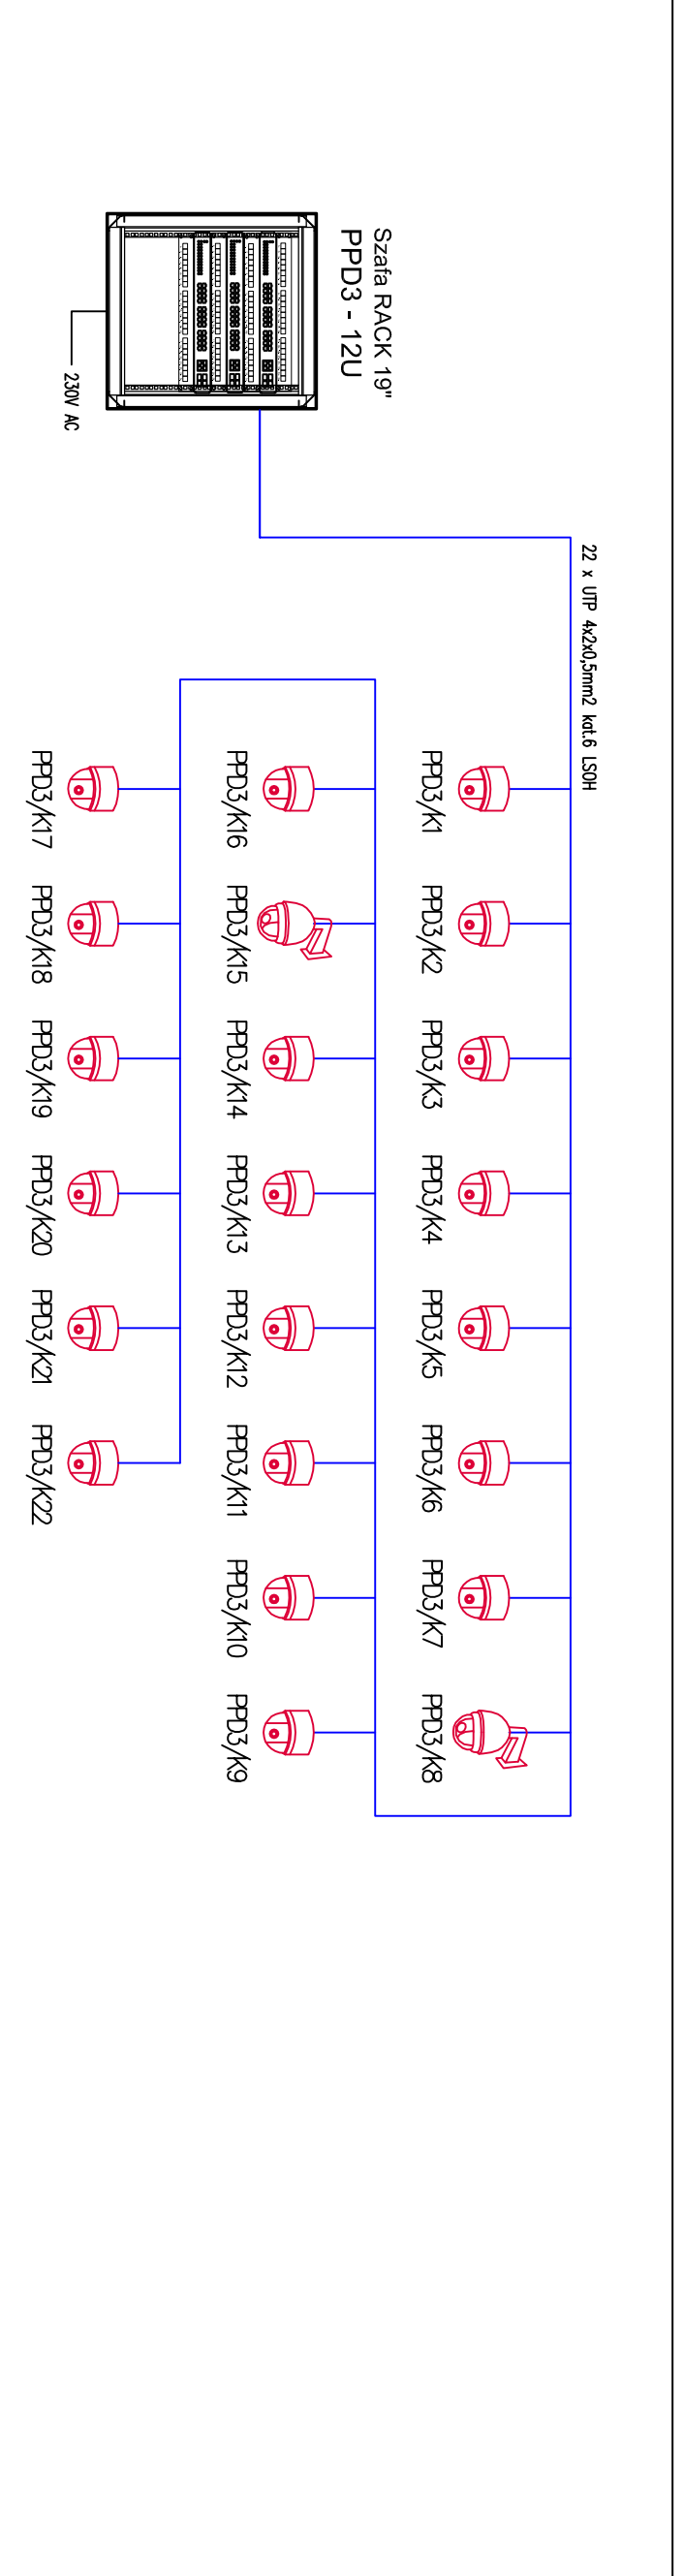 Szafa RACK 19"
PPD3 - 12U
230V AC
22 x UTP 4x2x0,5mm2 kat.6 LSOH
PPD3/K1
PPD3/K2
PPD3/K3
PPD3/K4
PPD3/K5
PPD3/K6
PPD3/K7
PPD3/K8
PPD3/K16
PPD3/K15
PPD3/K14
PPD3/K13
PPD3/K12
PPD3/K11
PPD3/K10
PPD3/K9
PPD3/K17
PPD3/K18
PPD3/K19
PPD3/K20
PPD3/K21
PPD3/K22